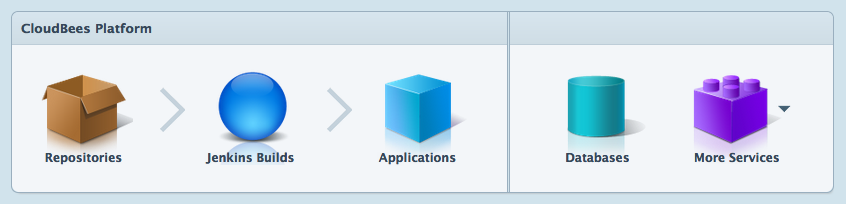 CloudBees Platform
Repositories
Jenkins Builds
Applications
Databases
More Services